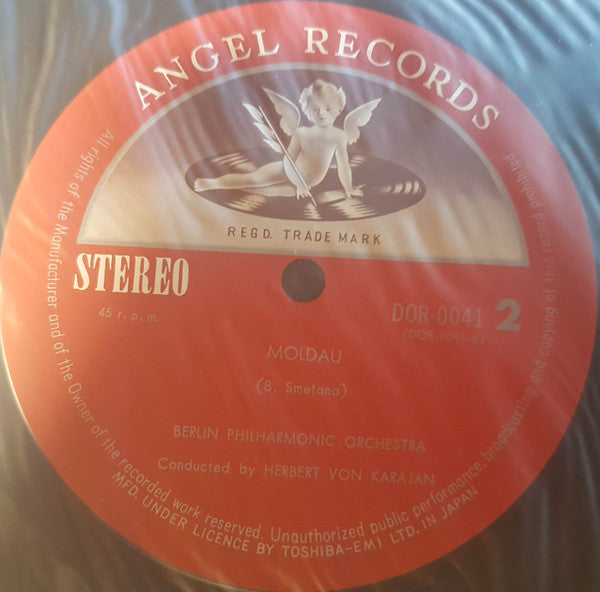 ANGEL RECORDS
REGD. TRADE MARK
STEREO
45 r. p. m.
DOR-0041 2
(DOR-0041-B)
MOLDAU
(B. Smetano)
BERLIN PHILHARMONIC ORCHESTRA
Conducted by HERBERT VON KARAJAN
All rights of the Manufacturer and of the Owner of the recorded work reserved. Unauthorized public performance, broadcasting and copying of this record prohibited
MFD. UNDER LICENCE BY TOSHIBA-EMI LTD. IN JAPAN